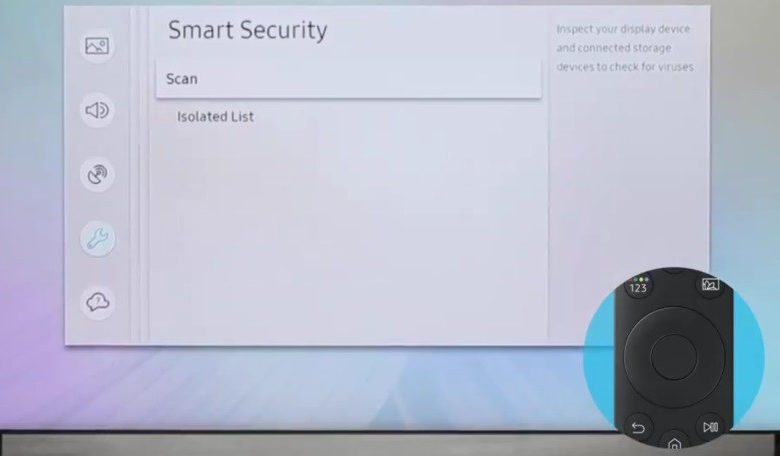 Smart Security
Inspect your display device
and connected storage
devices to check for viruses
Scan
Isolated List
123